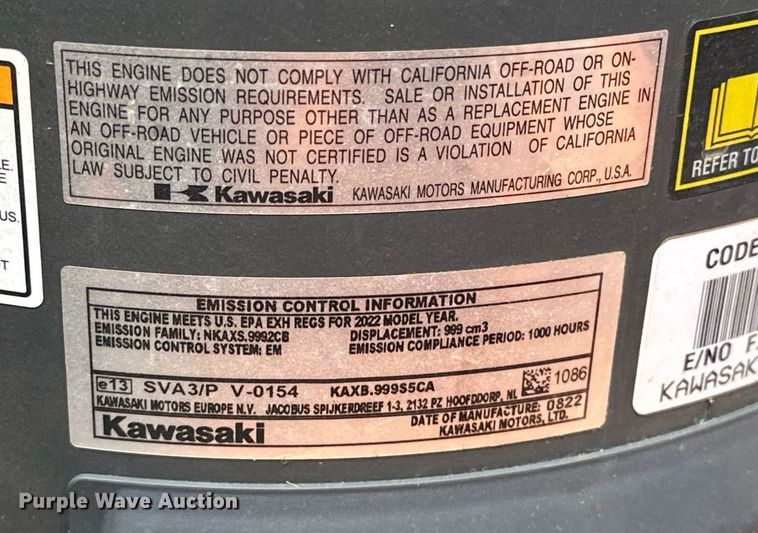 THIS ENGINE DOES NOT COMPLY WITH CALIFORNIA OFF-ROAD OR ON-
HIGHWAY EMISSION REQUIREMENTS. SALE OR INSTALLATION OF THIS
ENGINE FOR ANY PURPOSE OTHER THAN AS A REPLACEMENT ENGINE IN
AN OFF-ROAD VEHICLE OR PIECE OF OFF-ROAD EQUIPMENT WHOSE
ORIGINAL ENGINE WAS NOT CERTIFIED IS A VIOLATION OF CALIFORNIA
LAW SUBJECT TO CIVIL PENALTY.
Kawasaki KAWASAKI MOTORS MANUFACTURING CORP., U.S.A.
US.
REFER TO
EMISSION CONTROL INFORMATION
THIS ENGINE MEETS U.S. EPA EXH REGS FOR 2022 MODEL YEAR.
EMISSION FAMILY: NKAXS.9992CB DISPLACEMENT: 999 cm3
EMISSION CONTROL SYSTEM: EM EMISSION COMPLIANCE PERIOD: 1000 HOURS
e13 SVA3/P V-0154 KAXB.999S5CA 1086
KAWASAKI MOTORS EUROPE N.V. JACOBUS SPIJKERDREEF 1-3, 2132 PZ HOOFDDORP, NL
DATE OF MANUFACTURE: 0822
Kawasaki KAWASAKI MOTORS, LTD.
CODE
E/NO F
KAWASAK
Purple Wave Auction